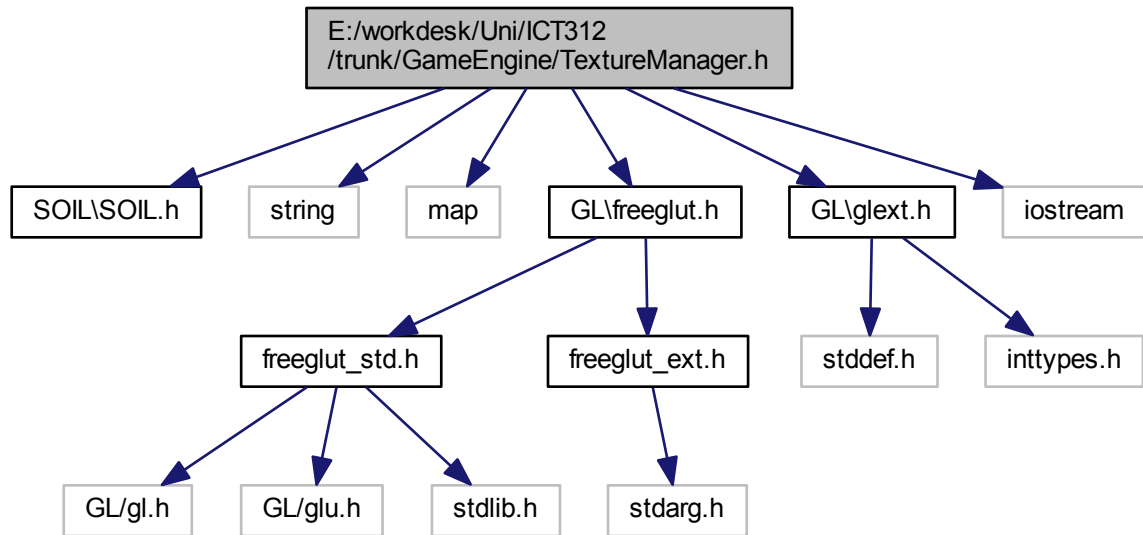 E:/workdesk/Uni/ICT312
/trunk/GameEngine/TextureManager.h
SOIL\SOIL.h
string
map
GL\freeglut.h
GL\glext.h
iostream
freeglut_std.h
freeglut_ext.h
stddef.h
inttypes.h
GL/gl.h
GL/glu.h
stdlib.h
stdarg.h